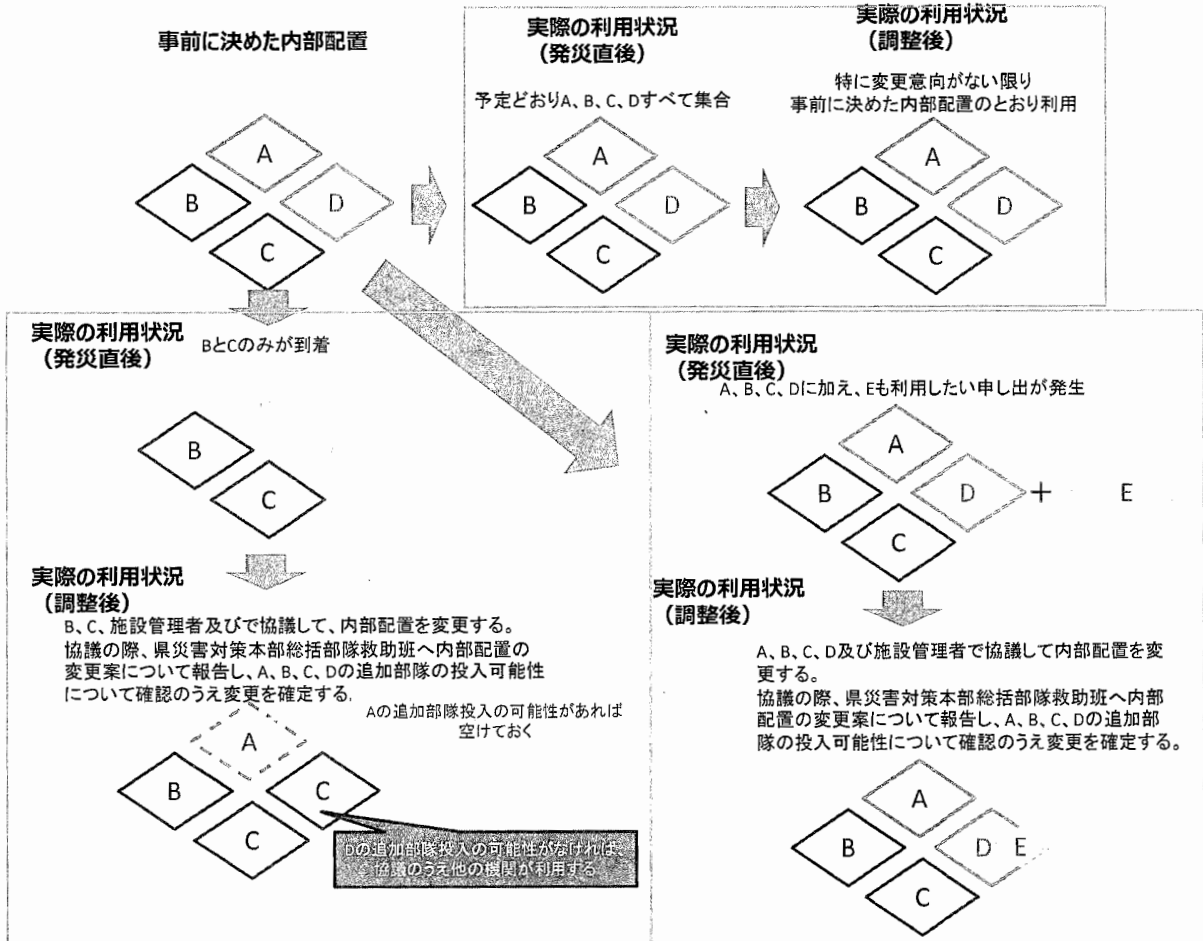 事前に決めた内部配置
A
B
D
C
実際の利用状況
(発災直後)
予定どおりA、B、C、Dすべて集合
A
B
D
C
実際の利用状況
(調整後)
特に変更意向がない限り
事前に決めた内部配置のとおり利用
A
B
D
C
実際の利用状況
(発災直後)
BとCのみが到着
B
C
実際の利用状況
(調整後)
B、C、施設管理者及びで協議して、内部配置を変更する。
協議の際、県災害対策本部総括部隊救助班へ内部配置の
変更案について報告し、A、B、C、Dの追加部隊の投入可能性
について確認のうえ変更を確定する.
Aの追加部隊投入の可能性があれば
空けておく
A
B
C
C
Dの追加部隊投入の可能性がなければ、
協議のうえ他の機関が利用する
実際の利用状況
(発災直後)
A、B、C、Dに加え、Eも利用したい申し出が発生
A
B
D
+
E
C
実際の利用状況
(調整後)
A、B、C、D及び施設管理者で協議して内部配置を変
更する。
協議の際、県災害対策本部総括部隊救助班へ内部
配置の変更案について報告し、A、B、C、Dの追加部
隊の投入可能性について確認のうえ変更を確定する。
A
B
D E
C